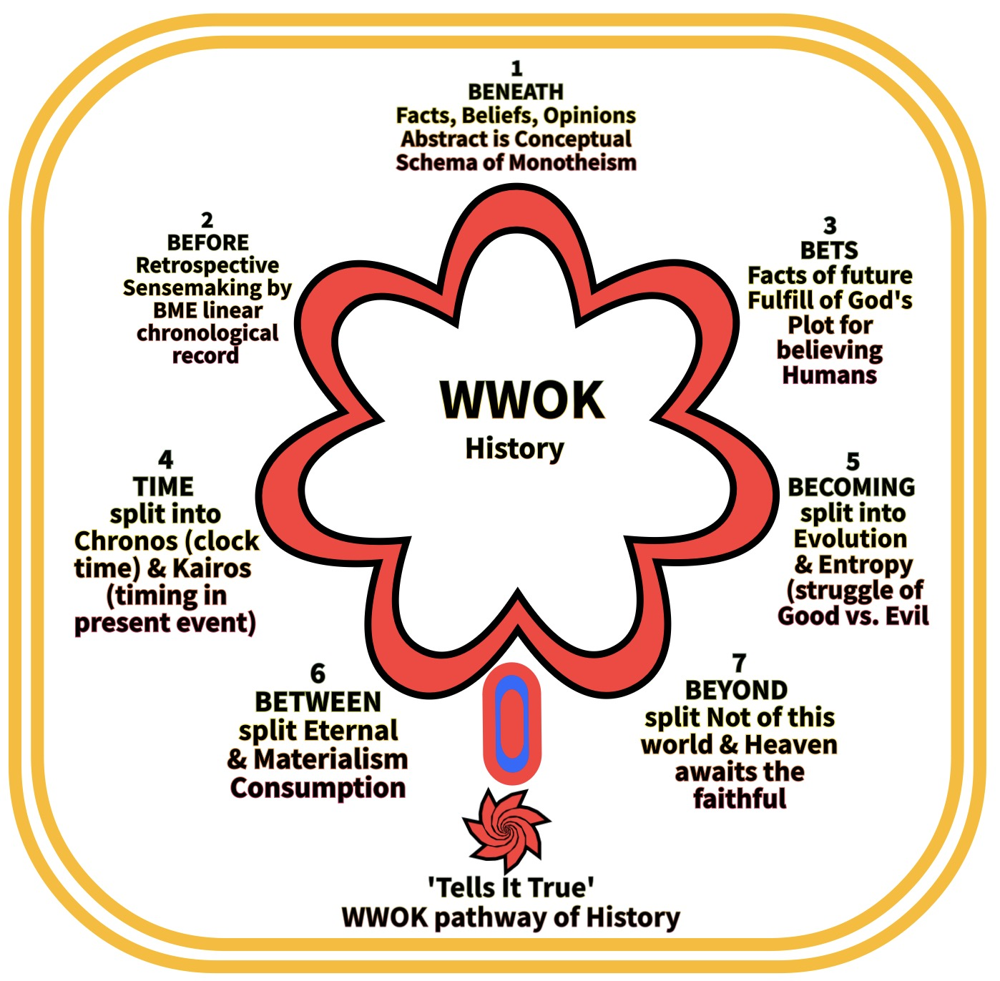 1
BENEATH
Facts, Beliefs, Opinions
Abstract is Conceptual
Schema of Monotheism
2
BEFORE
Retrospective
Sensemaking by
BME linear
chronological
record
3
BETS
Facts of future
Fulfill of God's
Plot for
believing
Humans
WWOK
History
4
TIME
split into
Chronos (clock
time) & Kairos
(timing in
present event)
5
BECOMING
split into
Evolution
& Entropy
(struggle of
Good vs. Evil
6
BETWEEN
split Eternal
& Materialism
Consumption
7
BEYOND
split Not of this
world & Heaven
awaits the
faithful
'Tells It True'
WWOK pathway of History